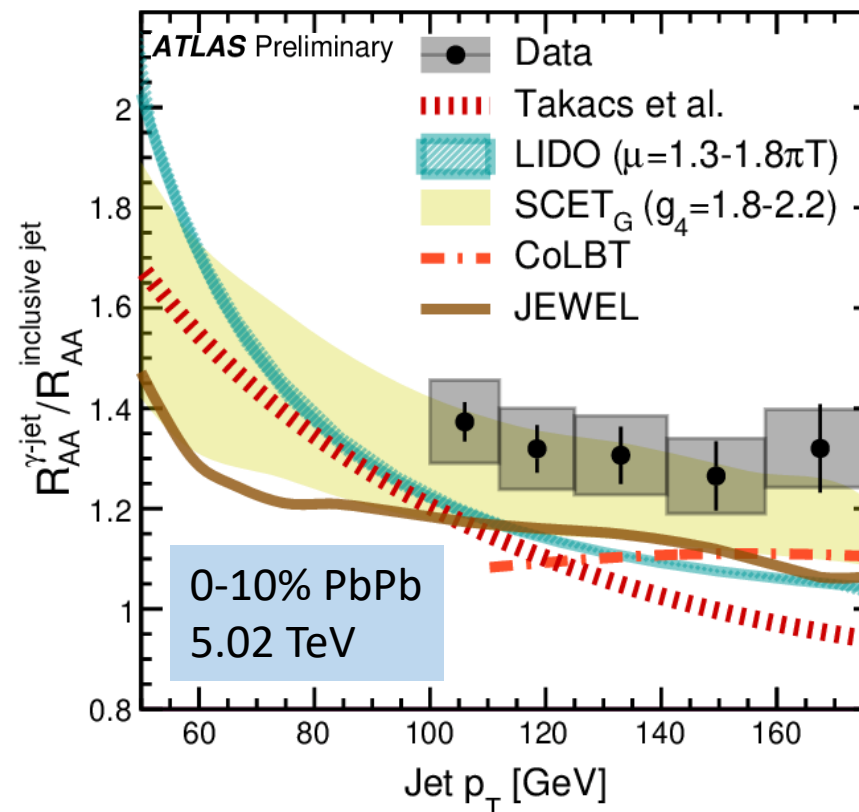 ATLAS Preliminary
Data
Takacs et al.
LIDO (μ=1.3-1.8πT)
SCET_G (g_4=1.8-2.2)
CoLBT
JEWEL
R_AA^γ-jet/R_AA^inclusive jet
2
1.8
1.6
1.4
1.2
1
0.8
0-10% PbPb
5.02 TeV
60 80 100 120 140 160
Jet p_T [GeV]